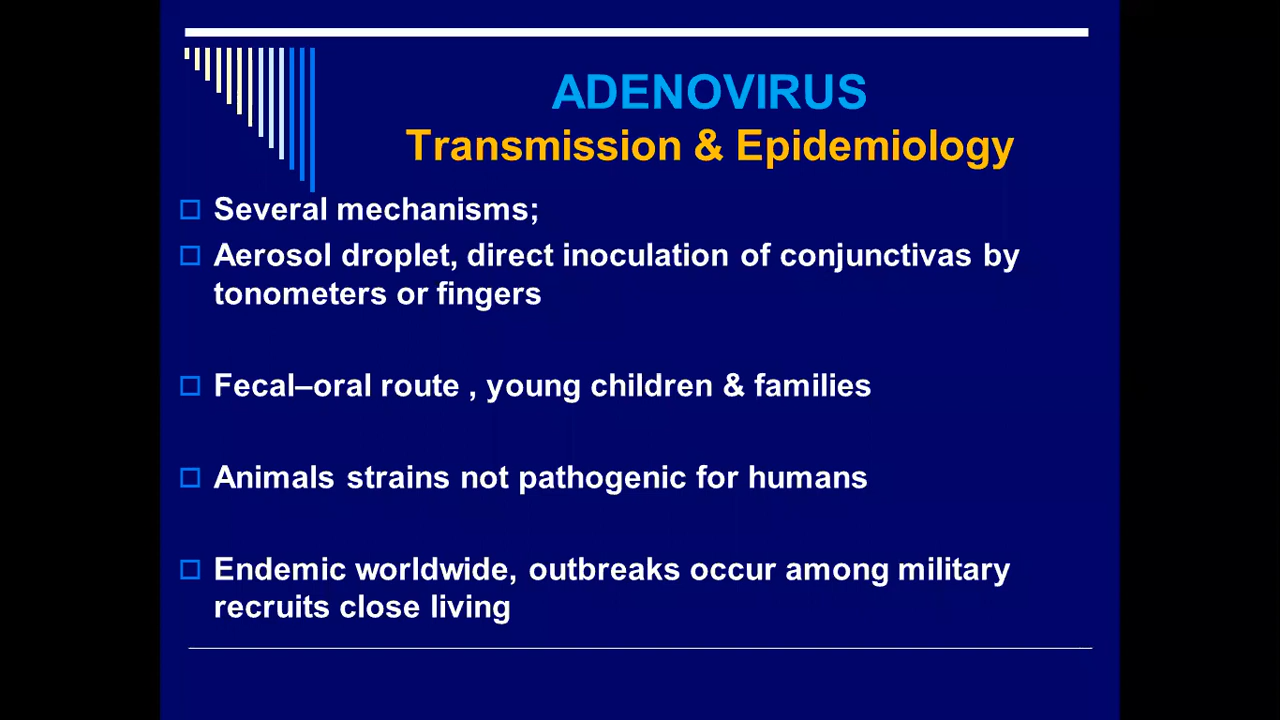 ADENOVIRUS
Transmission & Epidemiology
Several mechanisms;
Aerosol droplet, direct inoculation of conjunctivas by
tonometers or fingers
Fecal–oral route , young children & families
Animals strains not pathogenic for humans
Endemic worldwide, outbreaks occur among military
recruits close living